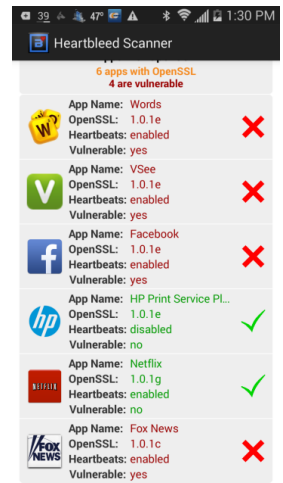 39 47° 1:30 PM
Heartbleed Scanner
6 apps with OpenSSL
4 are vulnerable
App Name: Words
OpenSSL: 1.0.1e
Heartbeats: enabled
Vulnerable: yes
App Name: VSee
OpenSSL: 1.0.1e
Heartbeats: enabled
Vulnerable: yes
App Name: Facebook
OpenSSL: 1.0.1e
Heartbeats: enabled
Vulnerable: yes
App Name: HP Print Service Pl...
OpenSSL: 1.0.1e
Heartbeats: disabled
Vulnerable: no
App Name: Netflix
OpenSSL: 1.0.1g
Heartbeats: enabled
Vulnerable: no
App Name: Fox News
OpenSSL: 1.0.1c
Heartbeats: enabled
Vulnerable: yes
W
V
f
hp
NETFLIX
FOX
NEWS